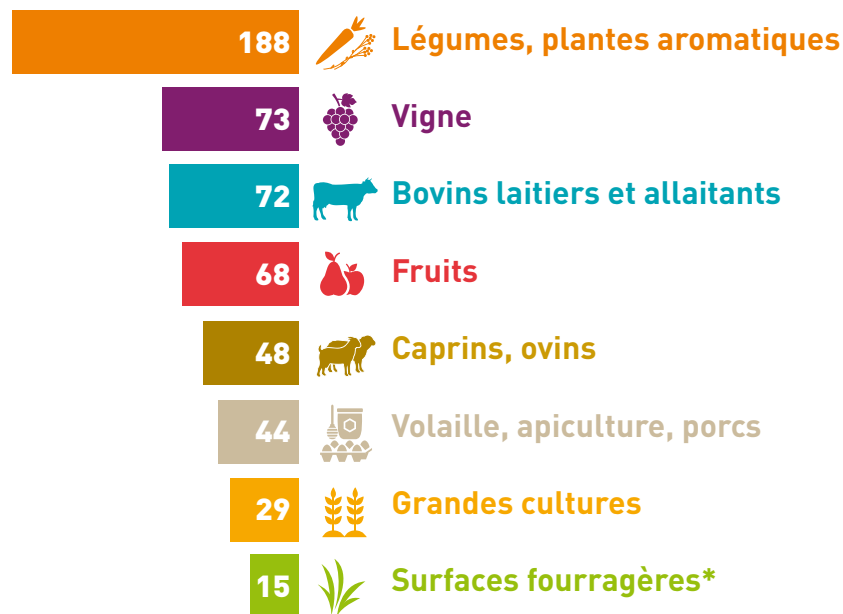 188 Légumes, plantes aromatiques
73 Vigne
72 Bovins laitiers et allaitants
68 Fruits
48 Caprins, ovins
44 Volaille, apiculture, porcs
29 Grandes cultures
15 Surfaces fourragères*